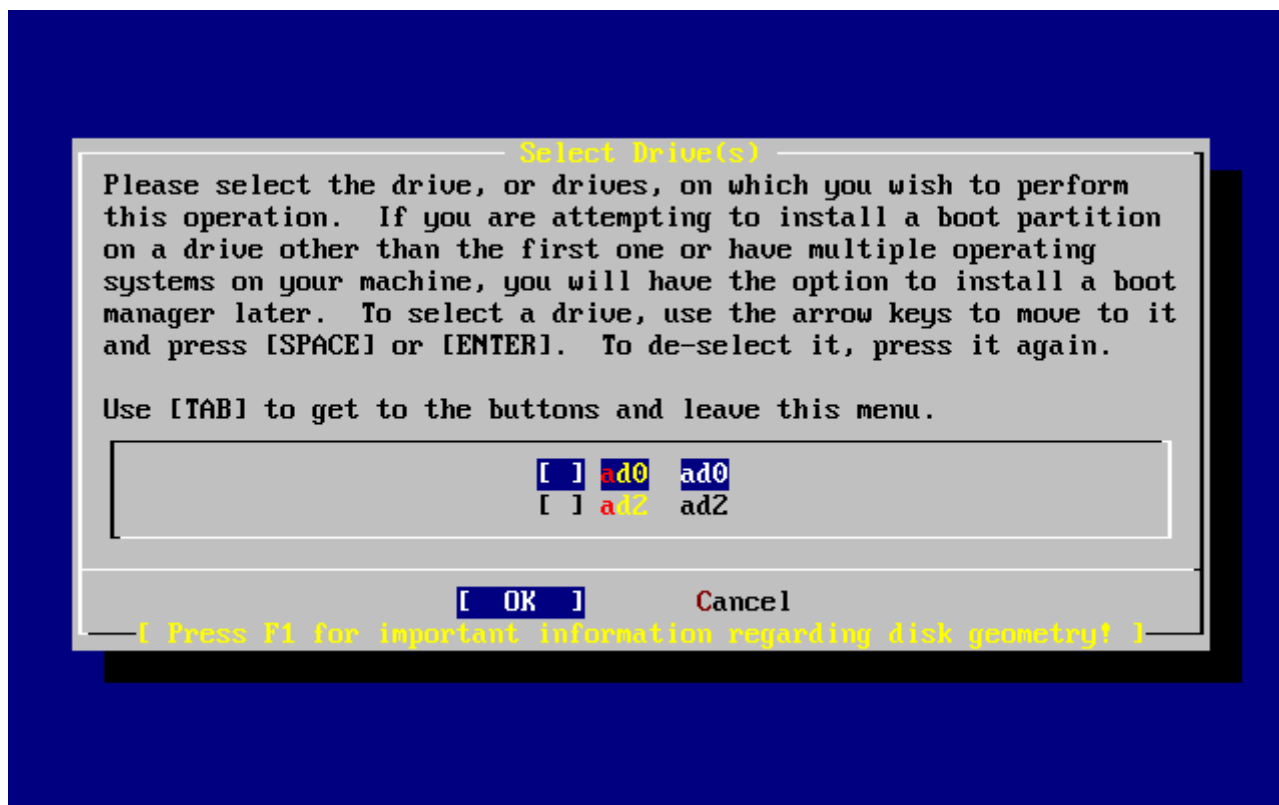 Select Drive(s)
Please select the drive, or drives, on which you wish to perform
this operation.  If you are attempting to install a boot partition
on a drive other than the first one or have multiple operating
systems on your machine, you will have the option to install a boot
manager later.  To select a drive, use the arrow keys to move to it
and press [SPACE] or [ENTER].  To de-select it, press it again.
Use [TAB] to get to the buttons and leave this menu.
[ ] ad0  ad0
[ ] ad2  ad2
[  OK  ]       Cancel
[ Press F1 for important information regarding disk geometry! ]